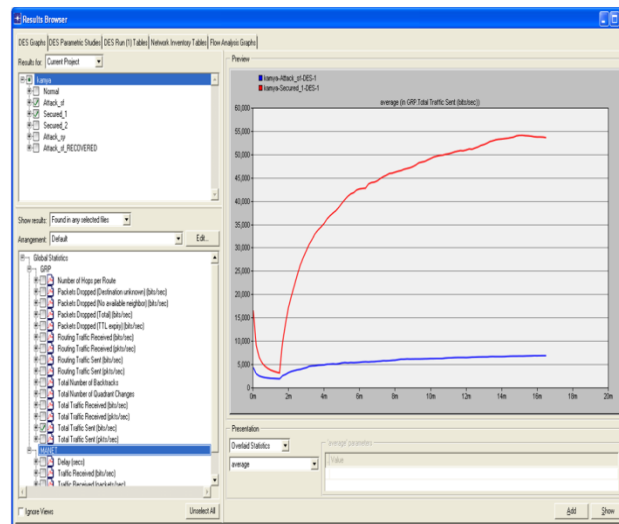 Results Browser
DES Graphs DES Parametric Studies DES Run (1) Tables Network Inventory Tables Flow Analysis Graphs
Results for: Current Project
kamya
Normal
Attack_sf
Secured_1
Secured_2
Attack_sy
Attack_sf_RECOVERED
Show results: Found in any selected files
Arrangement: Default Edit...
Global Statistics
GRP
Number of Hops per Route
Packets Dropped (Destination unknown) (bits/sec)
Packets Dropped (No available neighbor) (bits/sec)
Packets Dropped (Total) (bits/sec)
Packets Dropped (TTL expiry) (bits/sec)
Routing Traffic Received (bits/sec)
Routing Traffic Received (pkts/sec)
Routing Traffic Sent (bits/sec)
Routing Traffic Sent (pkts/sec)
Total Number of Backtracks
Total Number of Quadrant Changes
Total Traffic Received (bits/sec)
Total Traffic Received (pkts/sec)
Total Traffic Sent (bits/sec)
Total Traffic Sent (pkts/sec)
MANET
Delay (secs)
Traffic Received (bits/sec)
Traffic Received (packets/sec)
Ignore Views Unselect All
Preview
kamya-Attack_sf-DES-1
kamya-Secured_1-DES-1
average (in GRP.Total Traffic Sent (bits/sec))
60,000
55,000
50,000
45,000
40,000
35,000
30,000
25,000
20,000
15,000
10,000
5,000
0
0m 2m 4m 6m 8m 10m 12m 14m 16m 18m 20m
Presentation
Overlaid Statistics
average
'average' parameters
Value
Add Show